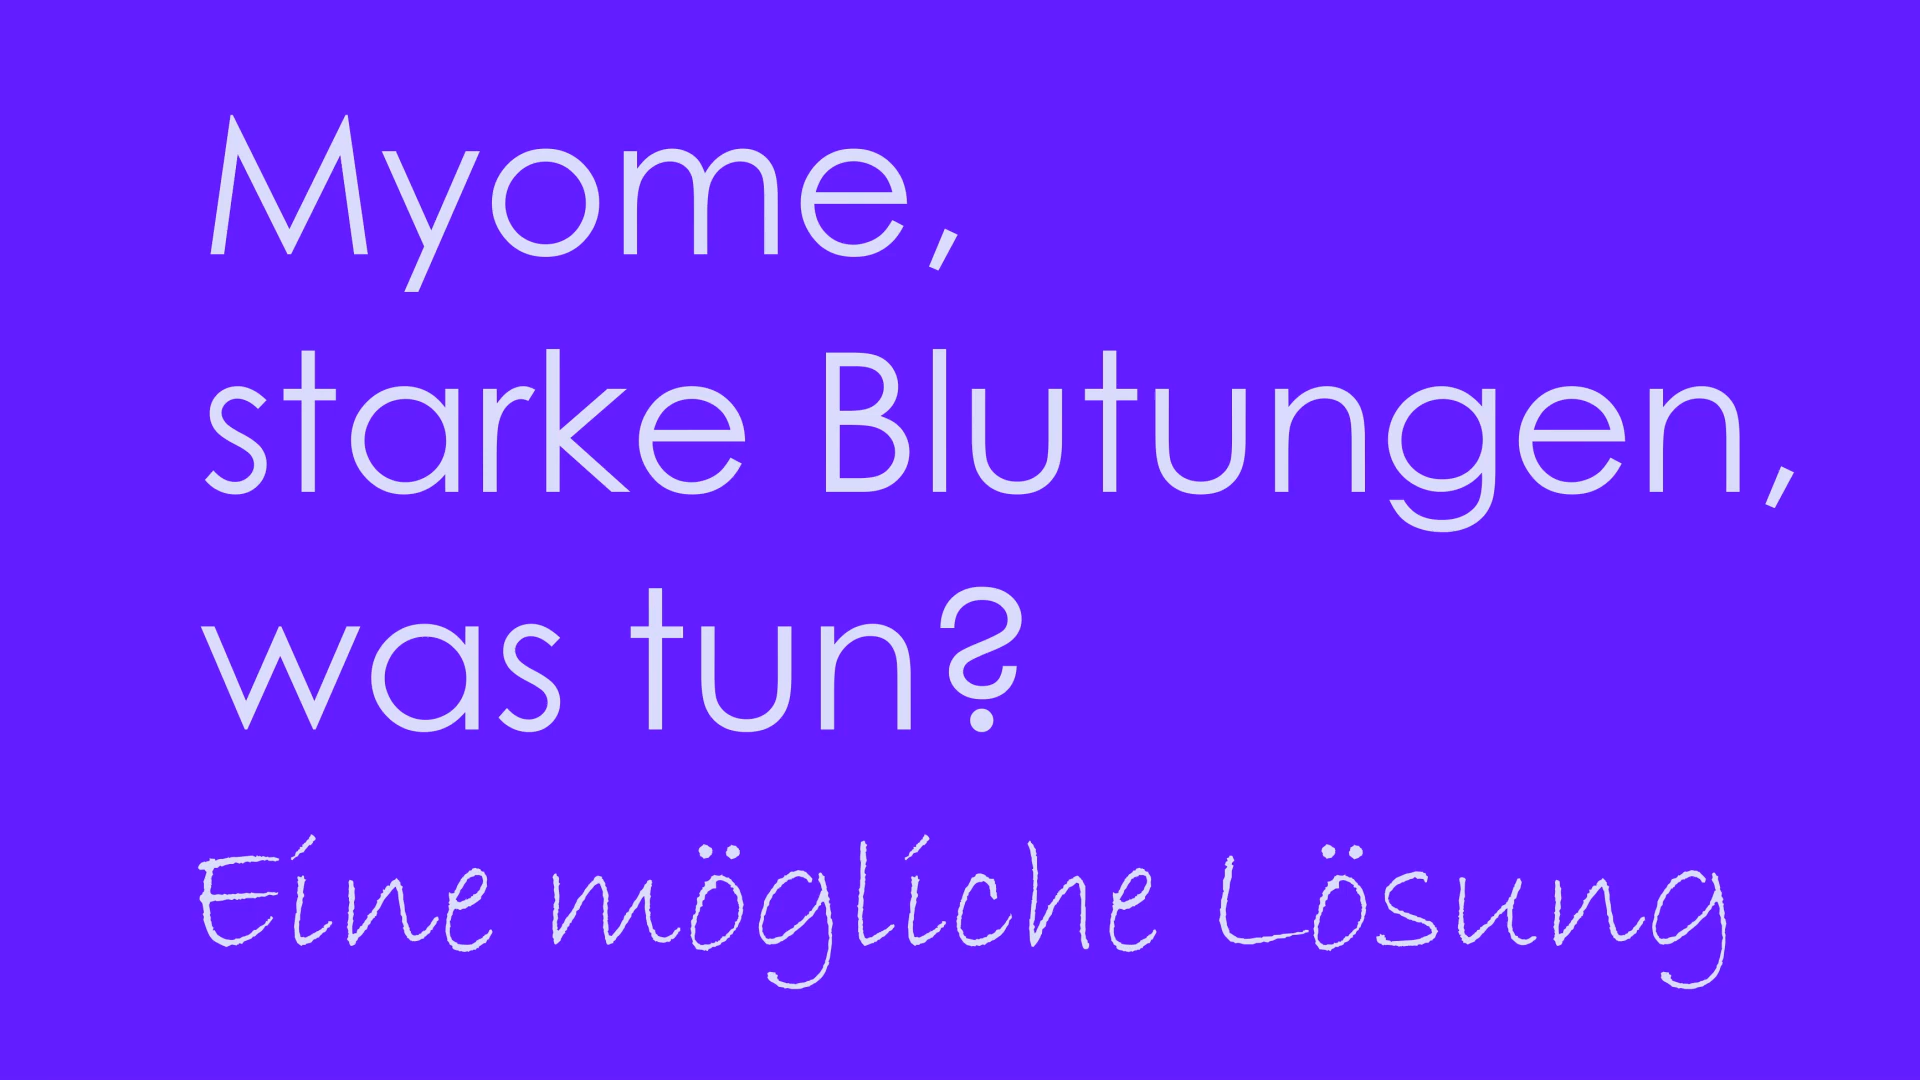 Myome,
starke Blutungen,
was tun?
Eine mögliche Lösung